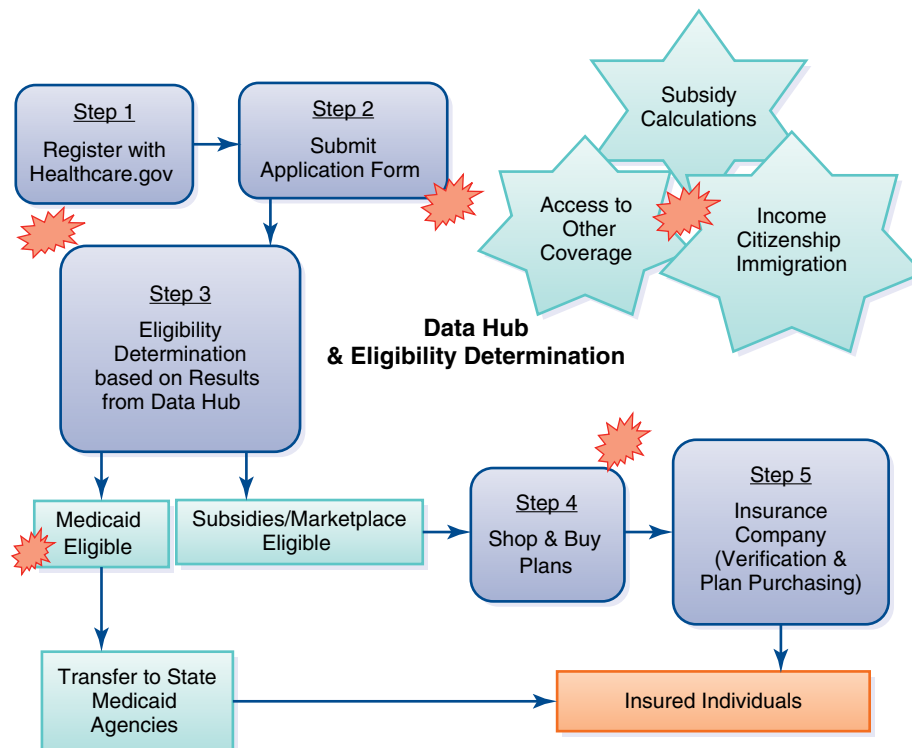 Step 1
Register with
Healthcare.gov
Step 2
Submit
Application Form
Subsidy
Calculations
Access to
Other
Coverage
Income
Citizenship
Immigration
Step 3
Eligibility
Determination
based on Results
from Data Hub
Data Hub
& Eligibility Determination
Medicaid
Eligible
Subsidies/Marketplace
Eligible
Step 4
Shop & Buy
Plans
Step 5
Insurance
Company
(Verification &
Plan Purchasing)
Transfer to State
Medicaid
Agencies
Insured Individuals